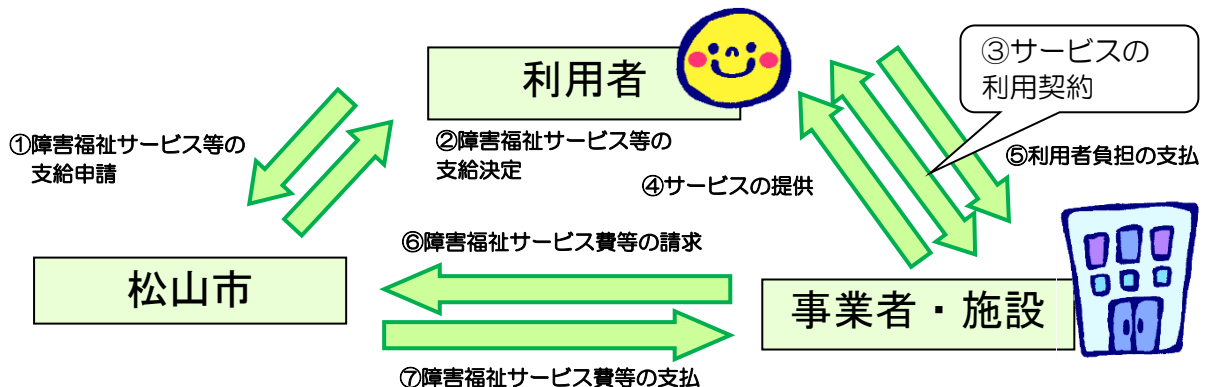 利用者
③サービスの
利用契約
①障害福祉サービス等の
支給申請
②障害福祉サービス等の
支給決定
④サービスの提供
⑤利用者負担の支払
⑥障害福祉サービス費等の請求
松山市
事業者・施設
⑦障害福祉サービス費等の支払